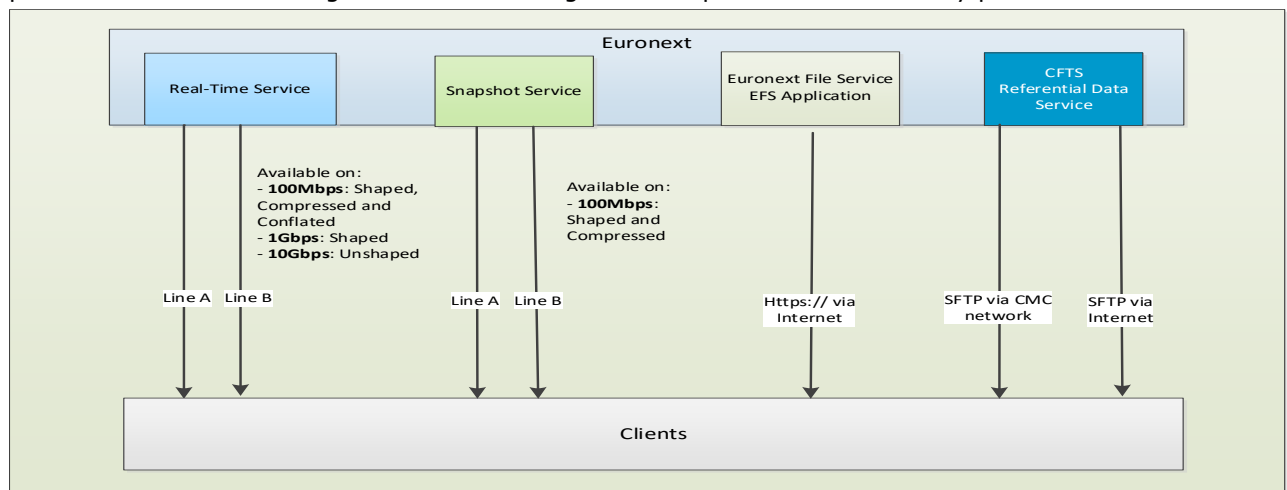 Euronext
Real-Time Service
Snapshot Service
Euronext File Service
EFS Application
CFTS
Referential Data
Service
Available on:
- 100Mbps: Shaped,
Compressed and
Conflated
- 1Gbps: Shaped
- 10Gbps: Unshaped
Available on:
- 100Mbps:
Shaped and
Compressed
Line A
Line B
Line A
Line B
Https:// via
Internet
SFTP via CMC
network
SFTP via
Internet
Clients